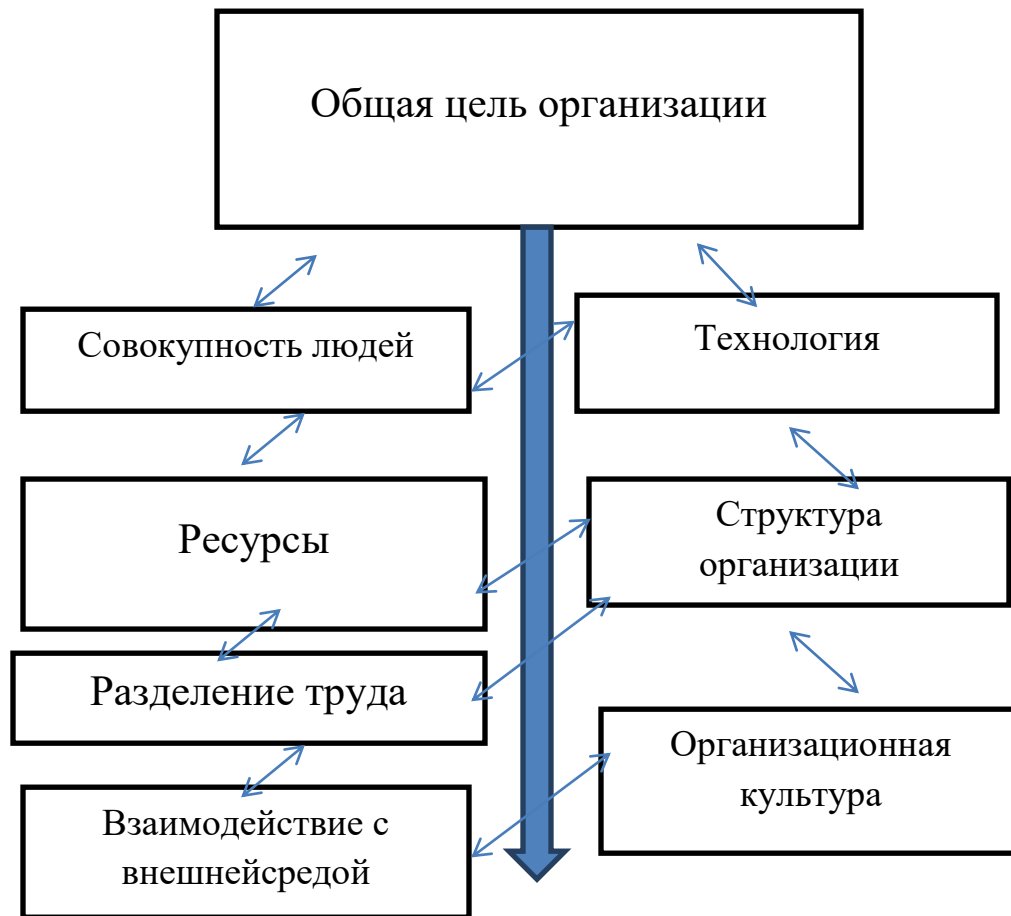 Общая цель организации
Совокупность людей
Технология
Ресурсы
Структура
организации
Разделение труда
Организационная
культура
Взаимодействие с
внешнейсредой